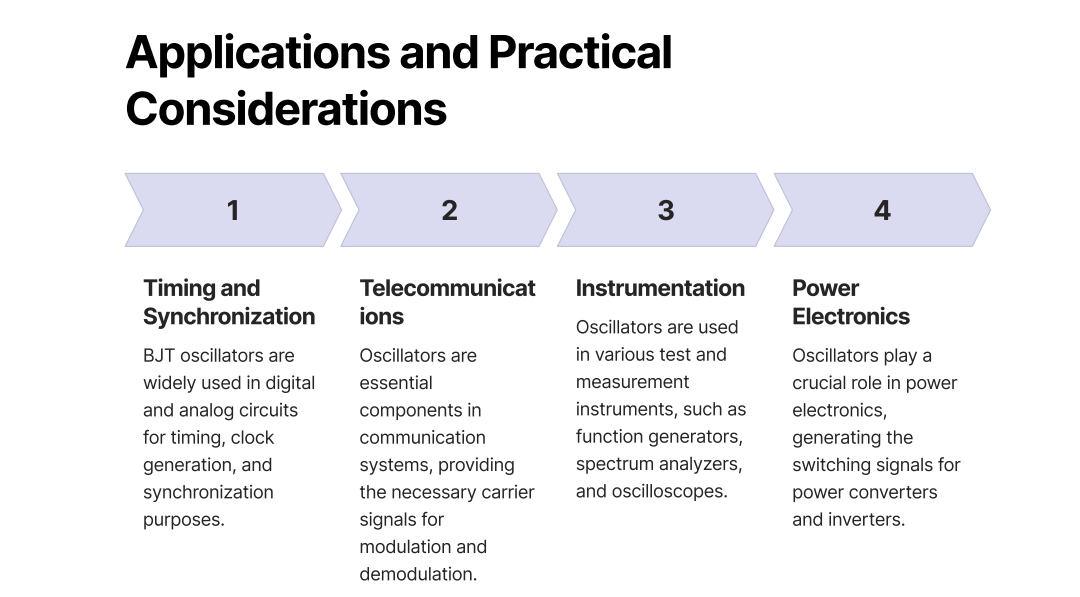 Applications and Practical
Considerations
1
2
3
4
Timing and
Synchronization
BJT oscillators are
widely used in digital
and analog circuits
for timing, clock
generation, and
synchronization
purposes.
Telecommunicat
ions
Oscillators are
essential
components in
communication
systems, providing
the necessary carrier
signals for
modulation and
demodulation.
Instrumentation
Oscillators are used
in various test and
measurement
instruments, such as
function generators,
spectrum analyzers,
and oscilloscopes.
Power
Electronics
Oscillators play a
crucial role in power
electronics,
generating the
switching signals for
power converters
and inverters.